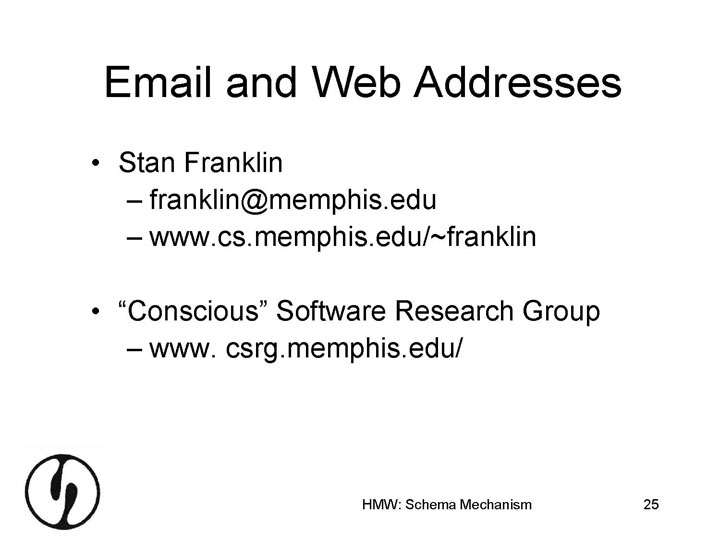 Email and Web Addresses
• Stan Franklin
– franklin@memphis.edu
– www.cs.memphis.edu/~franklin
• “Conscious” Software Research Group
– www. csrg.memphis.edu/
HMW: Schema Mechanism
25